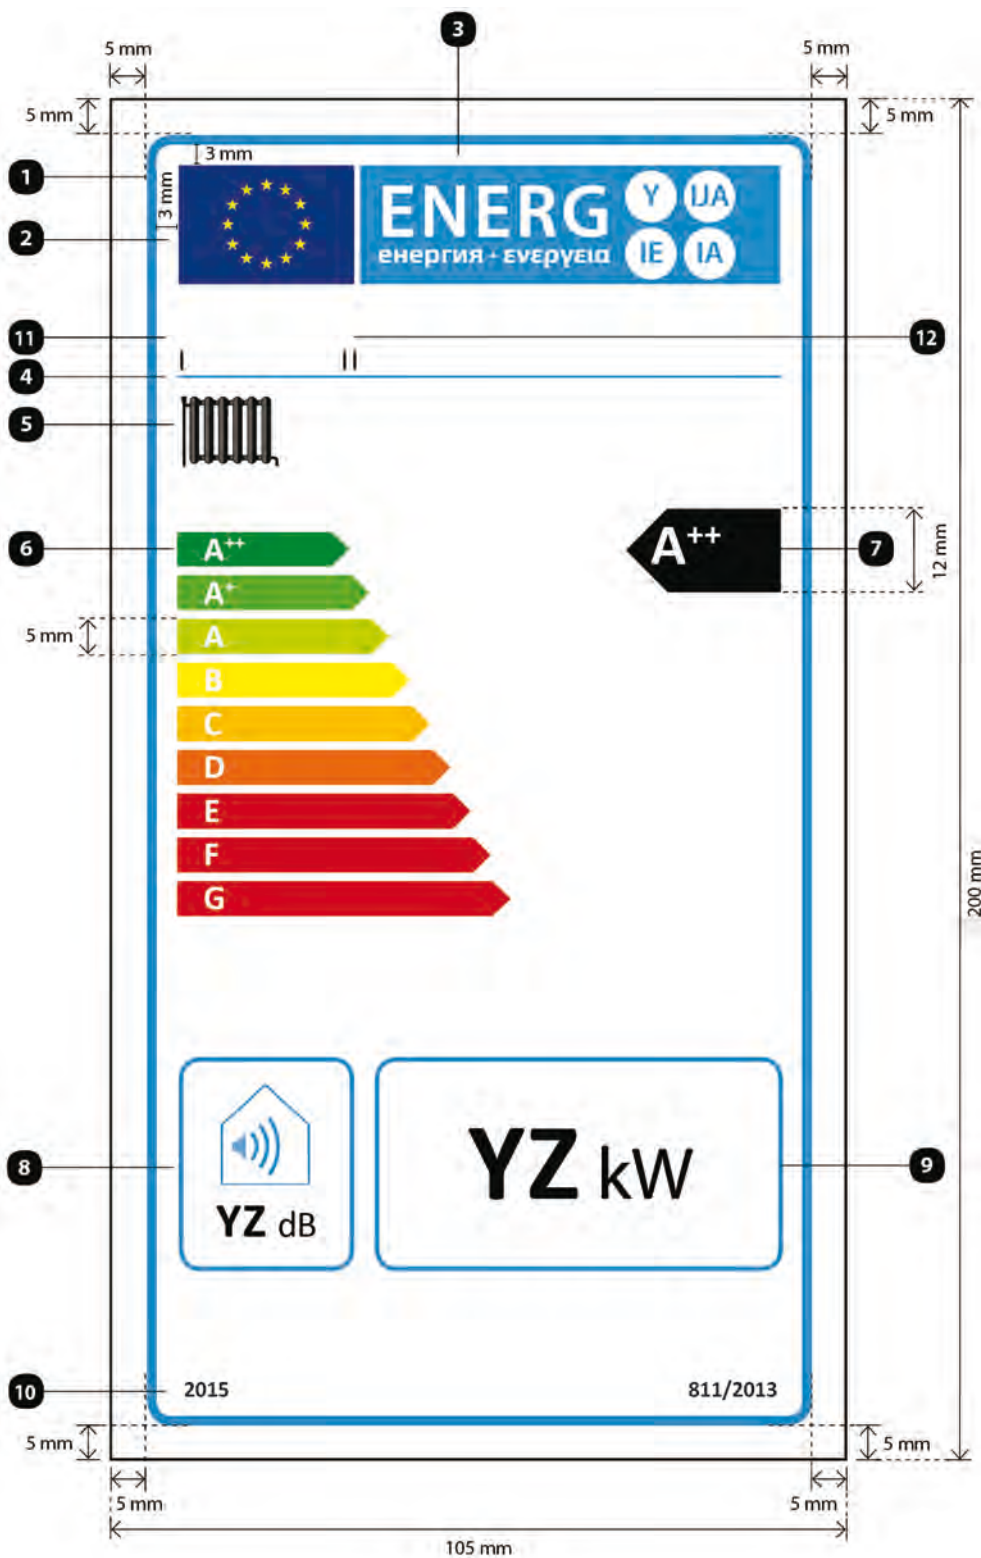 3
5 mm
5 mm
5 mm
5 mm
3 mm
1
3 mm
2
ENERG
Y
IJA
енергия · ενεργεια
IE
IA
11
12
I
II
4
5
6
A++
A++
7
12 mm
A+
5 mm
A
B
C
D
E
F
G
200 mm
8
YZ dB
YZ kW
9
10
2015
811/2013
5 mm
5 mm
5 mm
5 mm
105 mm